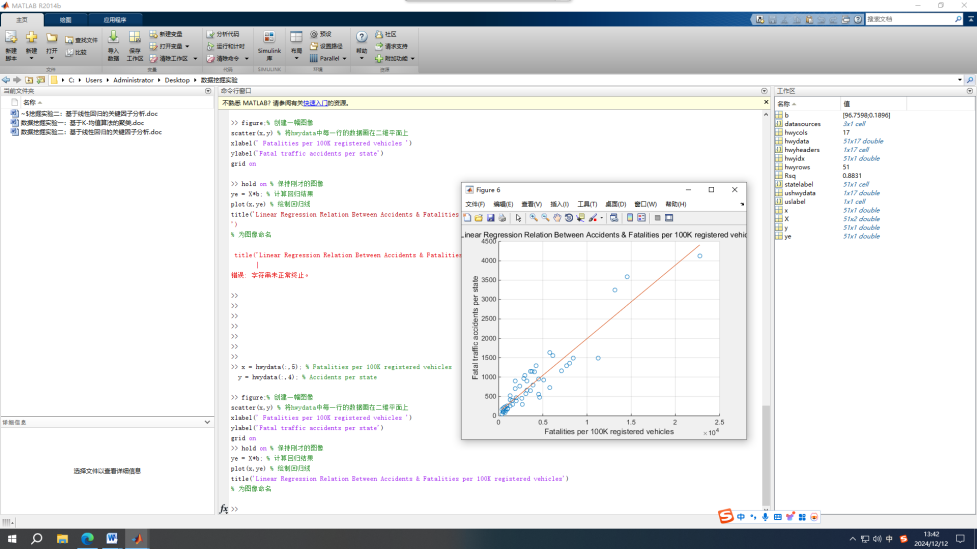 MATLAB R2014b
主页 绘图 应用程序
搜索文档
新建脚本 新建 打开 查找文件 比较
导入数据 保存工作区 新建变量 打开变量 清除工作区
分析代码 运行和计时 清除命令
Simulink 库
布局 预设 设置路径 Parallel
帮助 社区 请求支持 附加功能
文件 变量 代码 SIMULINK 环境 资源
C: Users Administrator Desktop 数据挖掘实验
当前文件夹
名称
~$挖掘实验二：基于线性回归的关键因子分析.doc
数据挖掘实验一：基于K-均值算法的聚类.doc
数据挖掘实验二：基于线性回归的关键因子分析.doc
详细信息
选择文件以查看详细信息
命令行窗口
不熟悉 MATLAB? 请参阅有关快速入门的资源。
>> figure;% 创建一幅图像
scatter(x,y) % 将hwydata中每一行的数据画在二维平面上
xlabel(' Fatalities per 100K registered vehicles ')
ylabel('Fatal traffic accidents per state')
grid on
>> hold on % 保持刚才的图像
ye = X*b; % 计算回归结果
plot(x,ye) % 绘制回归线
title('Linear Regression Relation Between Accidents & Fatalities
')
% 为图像命名
title('Linear Regression Relation Between Accidents & Fatalities
|
错误: 字符串未正常终止。
>>
>>
>>
>>
>>
>>
>>
>> x = hwydata(:,5); % Fatalities per 100K registered vehicles
y = hwydata(:,4); % Accidents per state
>> figure;% 创建一幅图像
scatter(x,y) % 将hwydata中每一行的数据画在二维平面上
xlabel(' Fatalities per 100K registered vehicles ')
ylabel('Fatal traffic accidents per state')
grid on
>> hold on % 保持刚才的图像
ye = X*b; % 计算回归结果
plot(x,ye) % 绘制回归线
title('Linear Regression Relation Between Accidents & Fatalities per 100K registered vehicles')
% 为图像命名
fx >>
Figure 6
文件(F) 编辑(E) 查看(V) 插入(I) 工具(T) 桌面(D) 窗口(W) 帮助(H)
Linear Regression Relation Between Accidents & Fatalities per 100K registered vehic
4500
4000
3500
3000
2500
2000
1500
1000
500
0
Fatal traffic accidents per state
0 0.5 1 1.5 2 2.5
× 10^4
Fatalities per 100K registered vehicles
工作区
名称 值
b [96.7598;0.1896]
datasources 3x1 cell
hwycols 17
hwydata 51x17 double
hwyheaders 1x17 cell
hwyidx 51x1 double
hwyrows 51
Rsq 0.8831
statelabel 51x1 cell
ushwydata 1x17 double
uslabel 1x1 cell
x 51x1 double
X 51x2 double
y 51x1 double
ye 51x1 double
中
中
13:42
2024/12/12